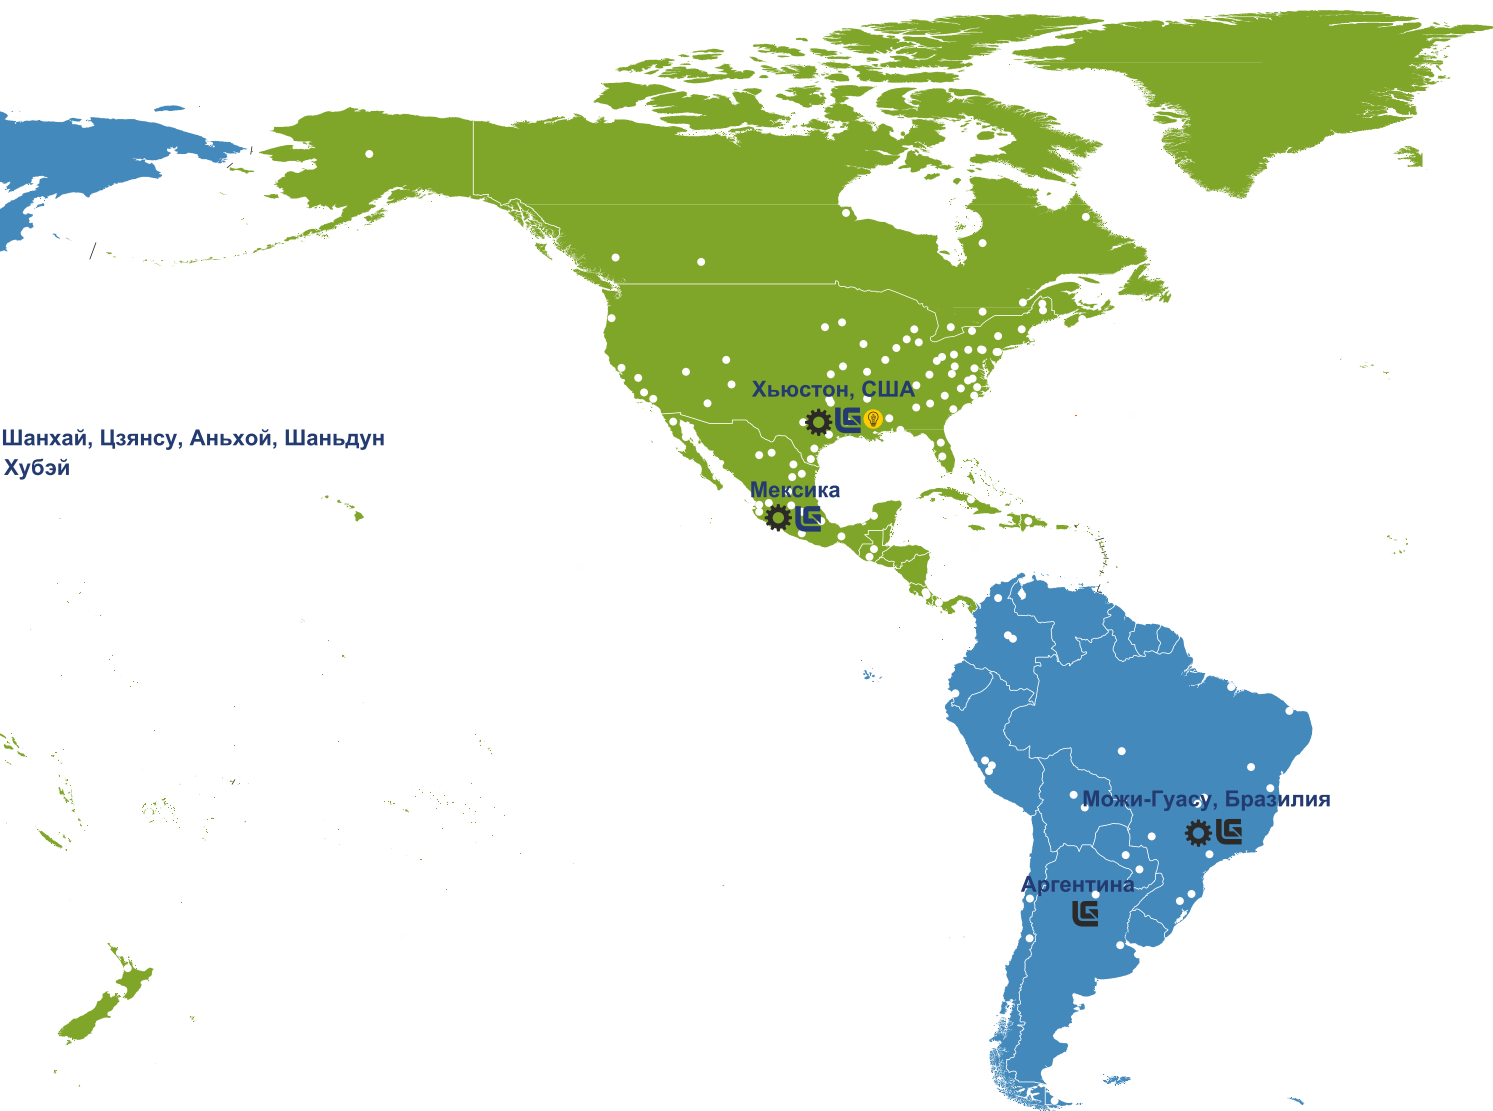 Хьюстон, США
Шанхай, Цзянсу, Аньхой, Шаньдун
Хубэй
Мексика
Можи-Гуасу, Бразилия
Аргентина